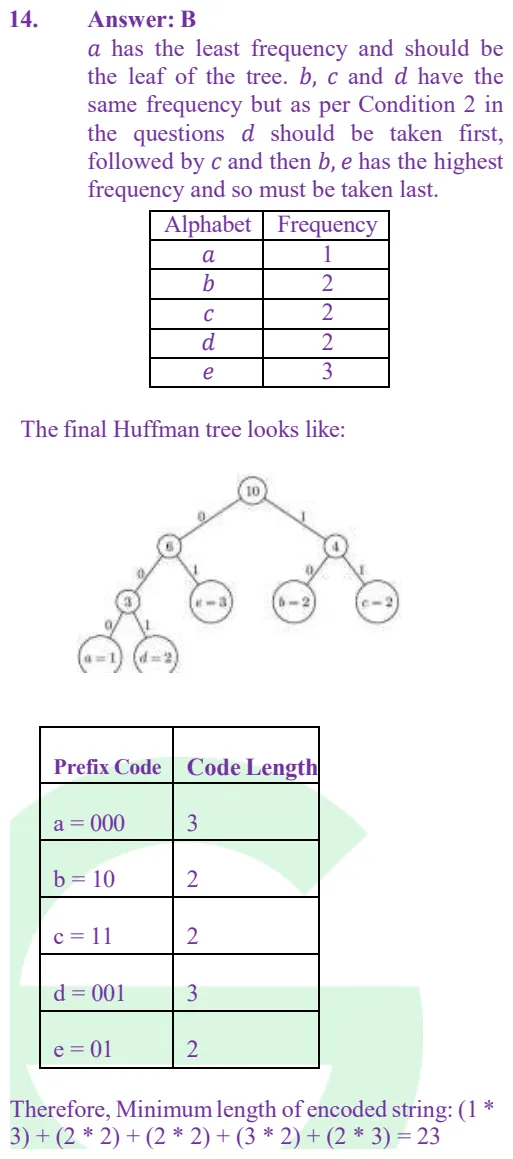 14. Answer: B
a has the least frequency and should be
the leaf of the tree. b, c and d have the
same frequency but as per Condition 2 in
the questions d should be taken first,
followed by c and then b, e has the highest
frequency and so must be taken last.
Alphabet Frequency
a 1
b 2
c 2
d 2
e 3
The final Huffman tree looks like:
10
0 1
6 4
0 1 0 1
3 e = 3 b = 2 c = 2
0 1
a = 1 d = 2
Prefix Code Code Length
a = 000 3
b = 10 2
c = 11 2
d = 001 3
e = 01 2
Therefore, Minimum length of encoded string: (1 *
3) + (2 * 2) + (2 * 2) + (3 * 2) + (2 * 3) = 23